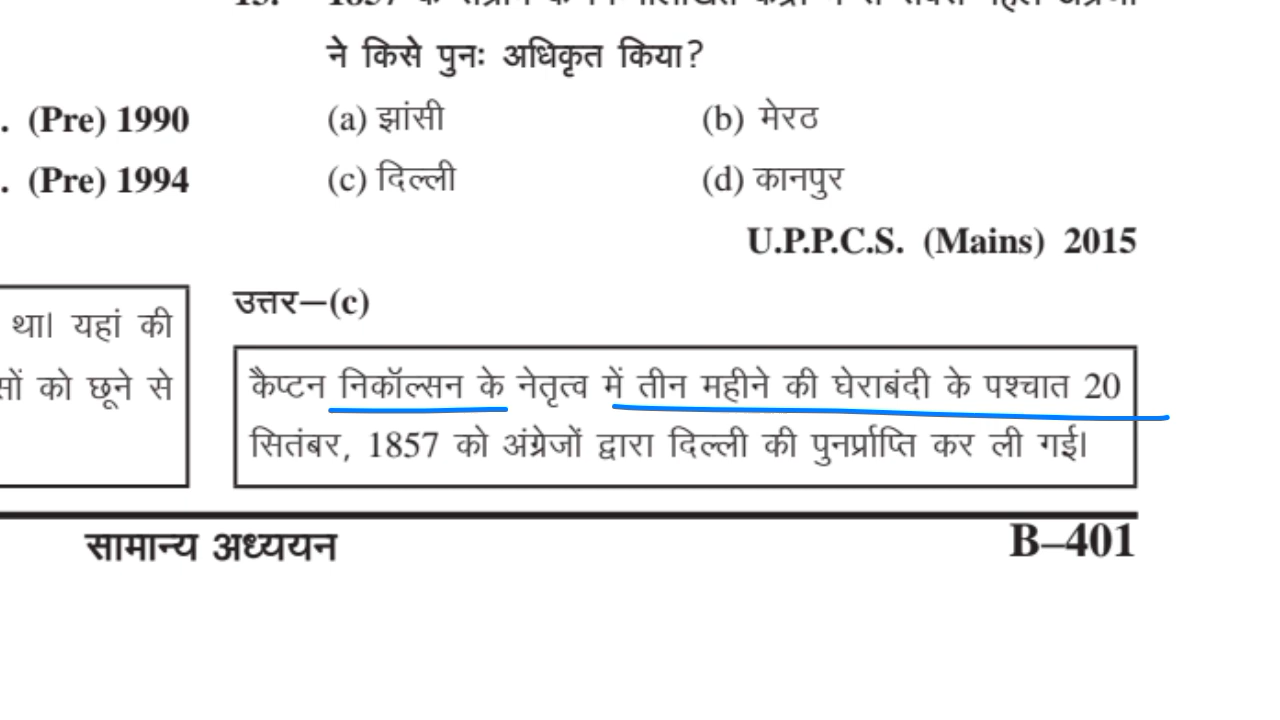 ने किसे पुनः अधिकृत किया?
. (Pre) 1990
(a) झांसी (b) मेरठ
. (Pre) 1994
(c) दिल्ली (d) कानपुर
U.P.P.C.S. (Mains) 2015
था। यहां की
सों को छूने से
उत्तर–(c)
कैप्टन निकॉल्सन के नेतृत्व में तीन महीने की घेराबंदी के पश्चात 20
सितंबर, 1857 को अंग्रेजों द्वारा दिल्ली की पुनर्प्राप्ति कर ली गई।
सामान्य अध्ययन B–401